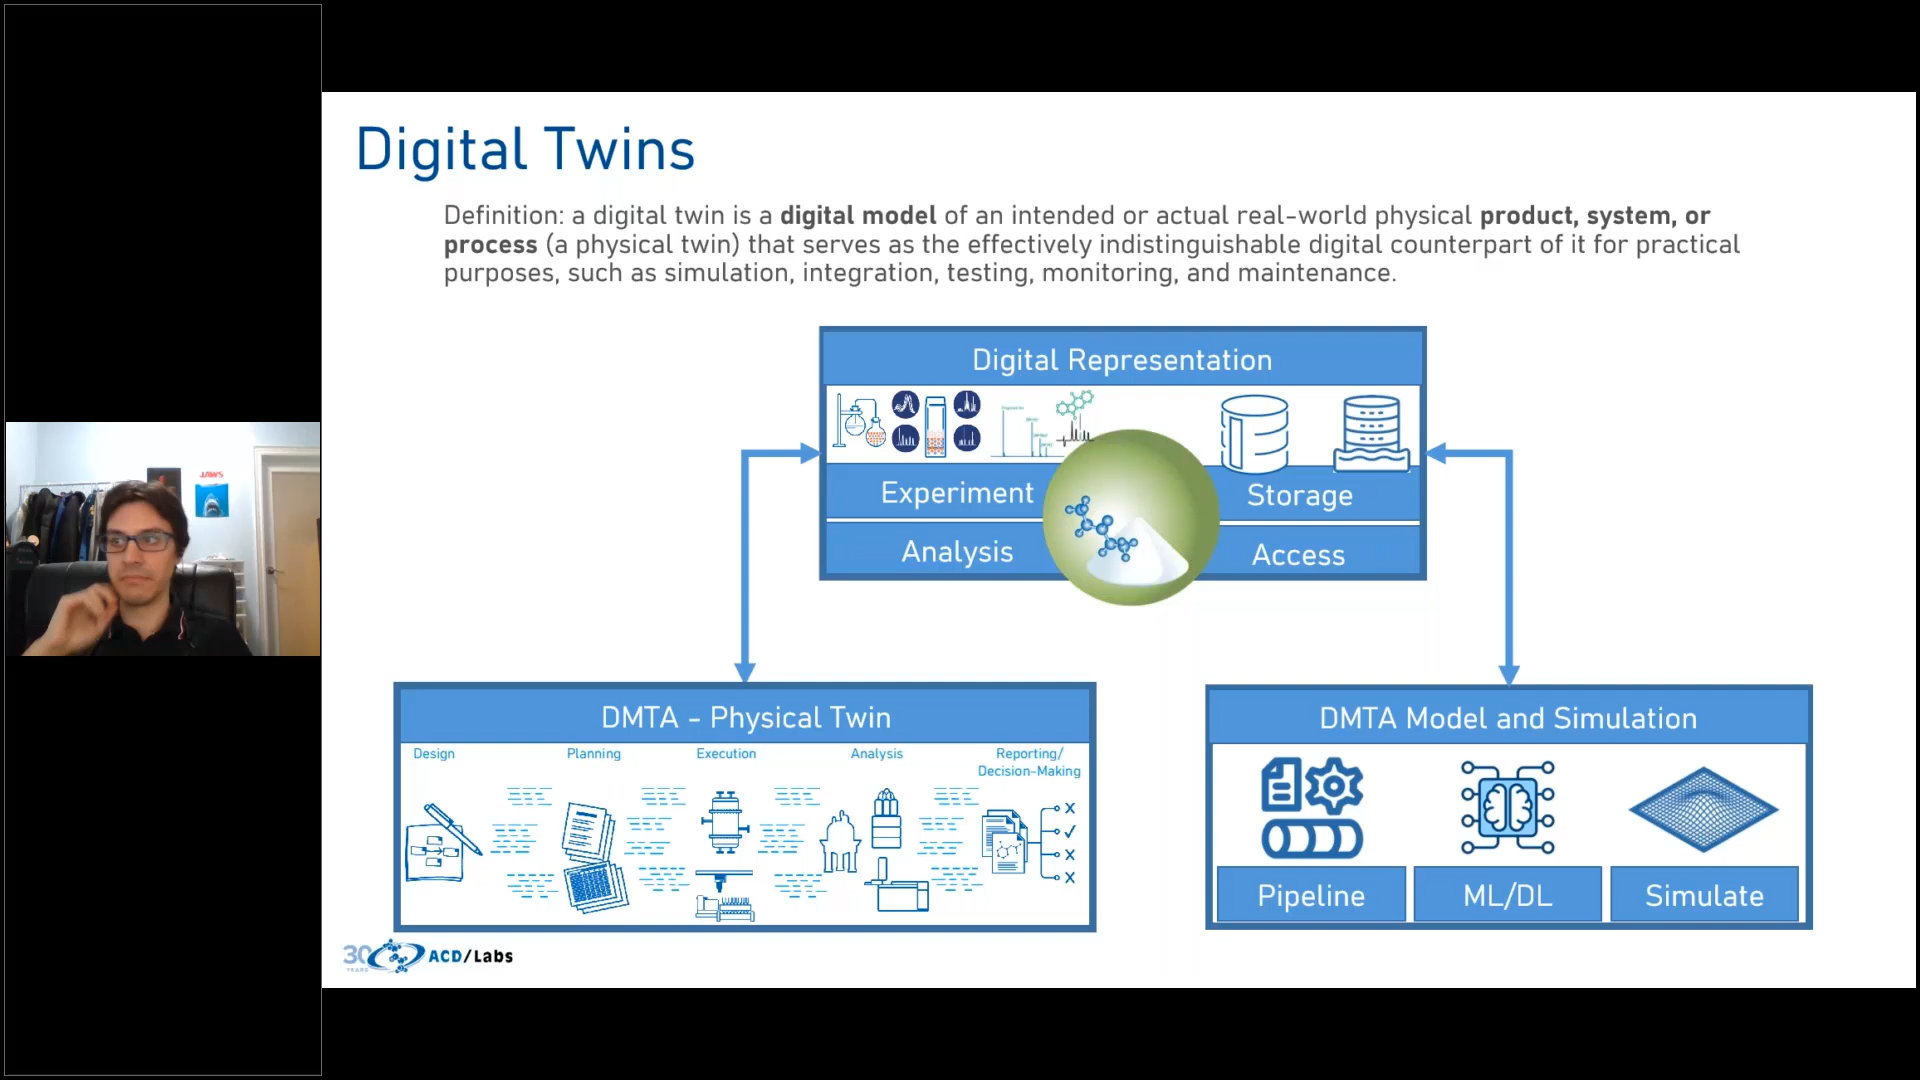 Digital Twins
Definition: a digital twin is a digital model of an intended or actual real-world physical product, system, or
process (a physical twin) that serves as the effectively indistinguishable digital counterpart of it for practical
purposes, such as simulation, integration, testing, monitoring, and maintenance.
Digital Representation
Experiment
Analysis
Storage
Access
DMTA - Physical Twin
Design
Planning
Execution
Analysis
Reporting/
Decision-Making
DMTA Model and Simulation
Pipeline
ML/DL
Simulate
30
YEARS
ACD/Labs
JAWS